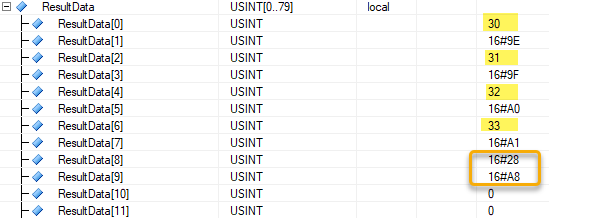 ResultData USINT[0..79] local
ResultData[0] USINT 30
ResultData[1] USINT 16#9E
ResultData[2] USINT 31
ResultData[3] USINT 16#9F
ResultData[4] USINT 32
ResultData[5] USINT 16#A0
ResultData[6] USINT 33
ResultData[7] USINT 16#A1
ResultData[8] USINT 16#28
ResultData[9] USINT 16#A8
ResultData[10] USINT 0
ResultData[11] USINT 0